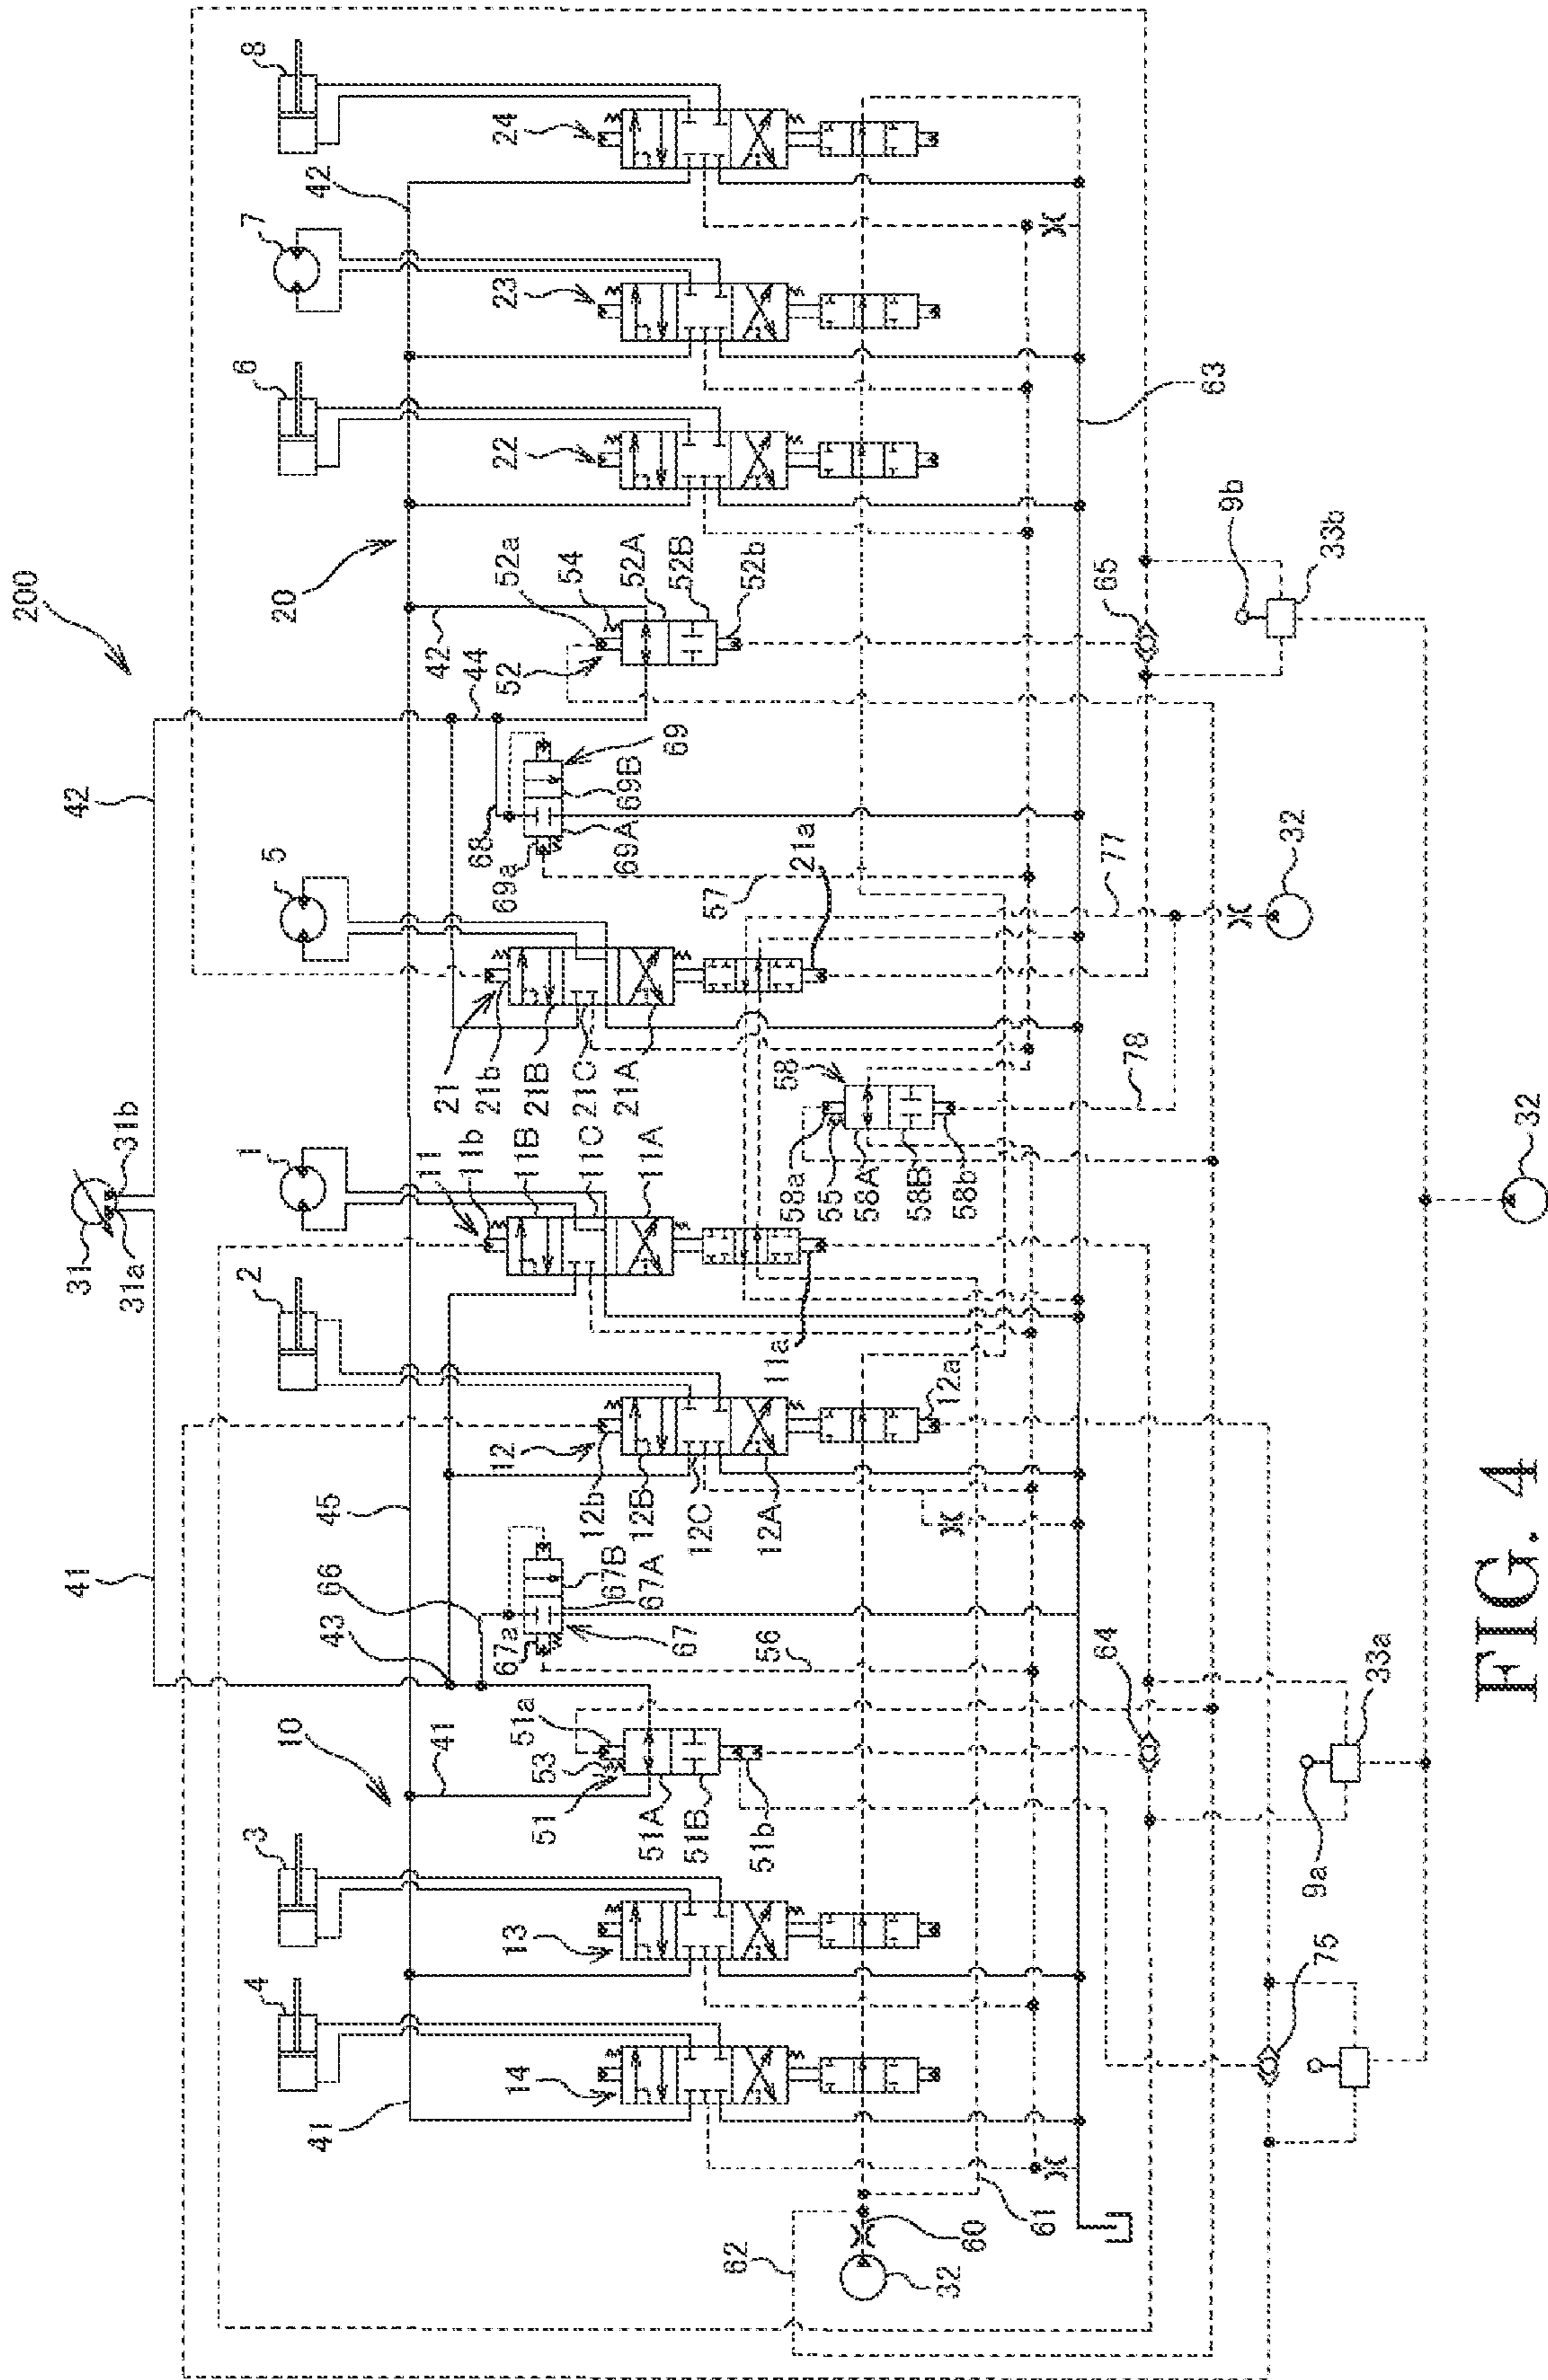 200
31
31a
31b
41
42
1
2
3
4
5
6
7
8
10
20
43
66
45
44
42
41
41
42
14
13
51
53
51a
51A
51B
51b
67a
67
67B
67A
56
12
12b
12B
12C
12A
12a
11
11b
11B
11C
11A
11a
21
21b
21B
21C
21A
21a
57
68
69a
69A
69B
69
52
52a
54
52A
52B
52b
22
23
24
58
58a
55
58A
58B
58b
62
32
60
61
63
64
65
75
77
78
32
32
9a
33a
9b
33b
FIG. 4